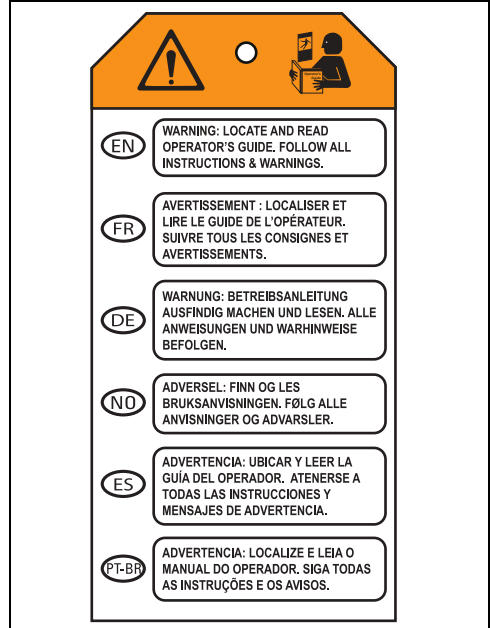 Operator's
Guide
EN
WARNING: LOCATE AND READ
OPERATOR'S GUIDE. FOLLOW ALL
INSTRUCTIONS & WARNINGS.
FR
AVERTISSEMENT : LOCALISER ET
LIRE LE GUIDE DE L'OPÉRATEUR.
SUIVRE TOUS LES CONSIGNES ET
AVERTISSEMENTS.
DE
WARNUNG: BETREIBSANLEITUNG
AUSFINDIG MACHEN UND LESEN. ALLE
ANWEISUNGEN UND WARHINWEISE
BEFOLGEN.
NO
ADVERSEL: FINN OG LES
BRUKSANVISNINGEN. FØLG ALLE
ANVISNINGER OG ADVARSLER.
ES
ADVERTENCIA: UBICAR Y LEER LA
GUÍA DEL OPERADOR. ATENERSE A
TODAS LAS INSTRUCCIONES Y
MENSAJES DE ADVERTENCIA.
PT-BR
ADVERTENCIA: LOCALIZE E LEIA O
MANUAL DO OPERADOR. SIGA TODAS
AS INSTRUÇÕES E OS AVISOS.